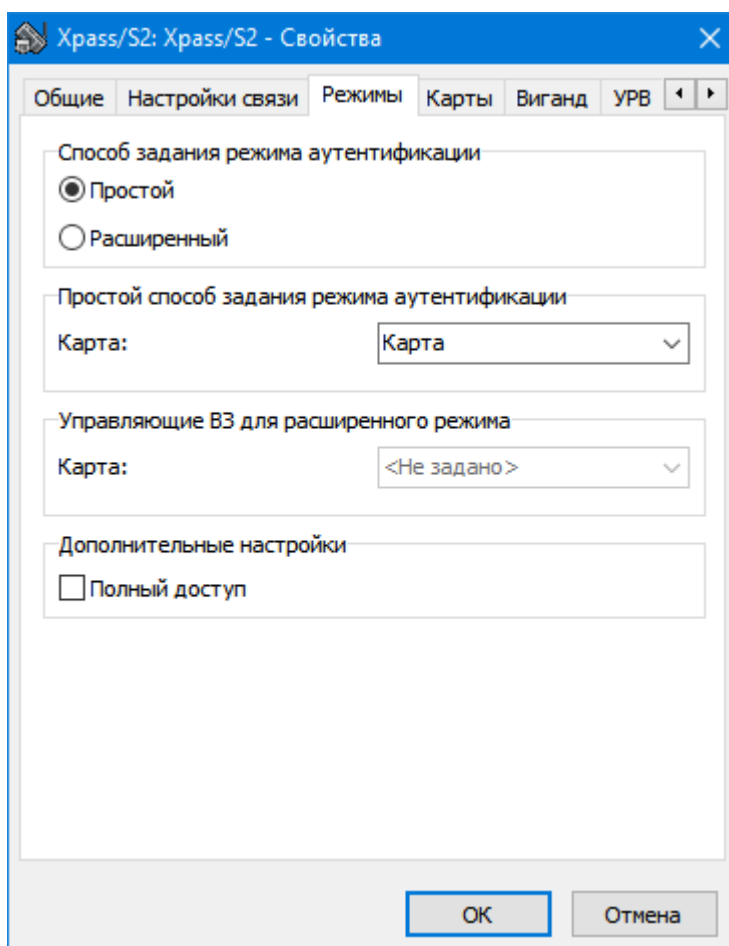 Xpass/S2: Xpass/S2 - Свойства
Общие Настройки связи Режимы Карты Виганд УРВ
Способ задания режима аутентификации
Простой
Расширенный
Простой способ задания режима аутентификации
Карта: Карта
Управляющие ВЗ для расширенного режима
Карта: <Не задано>
Дополнительные настройки
Полный доступ
ОК Отмена